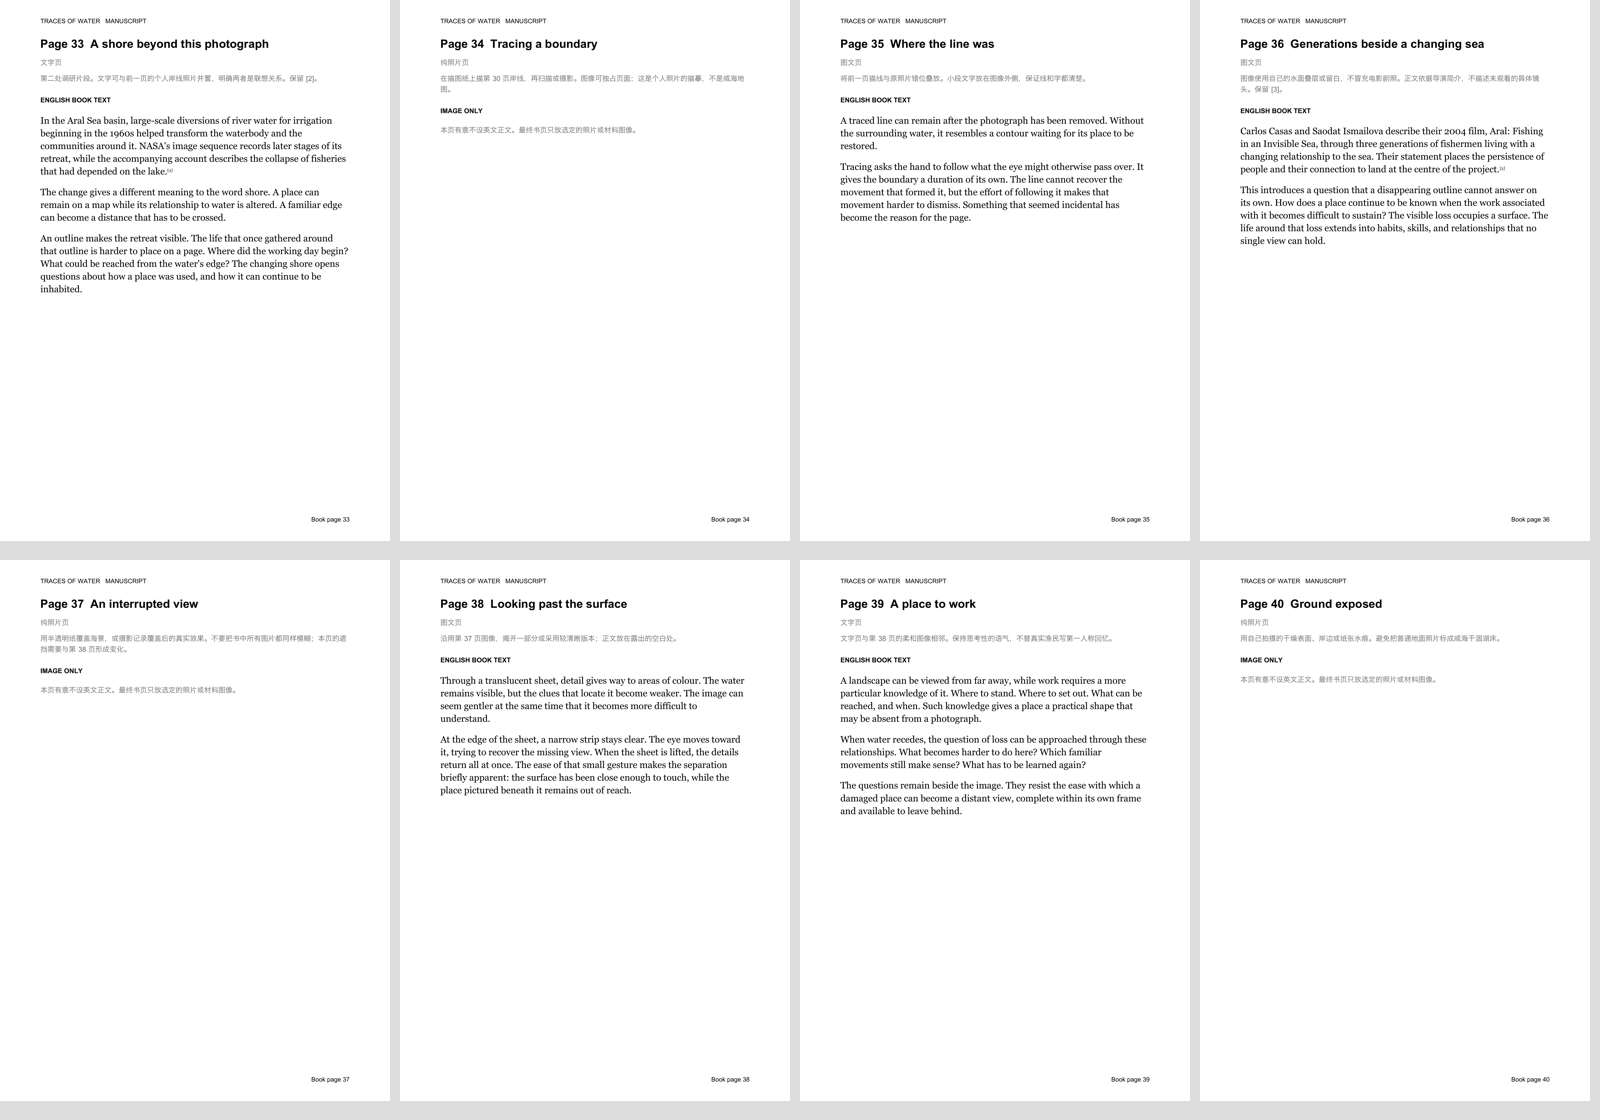 TRACES OF WATER MANUSCRIPT
Page 33 A shore beyond this photograph
文字页
第二处调研片段。文字可与前一页的个人岸线照片并置，明确两者是联想关系。保留 [2]。
ENGLISH BOOK TEXT
In the Aral Sea basin, large-scale diversions of river water for irrigation
beginning in the 1960s helped transform the waterbody and the
communities around it. NASA's image sequence records later stages of its
retreat, while the accompanying account describes the collapse of fisheries
that had depended on the lake.[2]
The change gives a different meaning to the word shore. A place can
remain on a map while its relationship to water is altered. A familiar edge
can become a distance that has to be crossed.
An outline makes the retreat visible. The life that once gathered around
that outline is harder to place on a page. Where did the working day begin?
What could be reached from the water's edge? The changing shore opens
questions about how a place was used, and how it can continue to be
inhabited.
Book page 33
TRACES OF WATER MANUSCRIPT
Page 34 Tracing a boundary
纯照片页
在描图纸上描第 30 页岸线，再扫描或摄影。图像可独占页面；这是个人照片的描摹，不是咸海地
图。
IMAGE ONLY
本页有意不设英文正文。最终书页只放选定的照片或材料图像。
Book page 34
TRACES OF WATER MANUSCRIPT
Page 35 Where the line was
图文页
将前一页描线与原照片错位叠放。小段文字放在图像外侧，保证线和字都清楚。
ENGLISH BOOK TEXT
A traced line can remain after the photograph has been removed. Without
the surrounding water, it resembles a contour waiting for its place to be
restored.
Tracing asks the hand to follow what the eye might otherwise pass over. It
gives the boundary a duration of its own. The line cannot recover the
movement that formed it, but the effort of following it makes that
movement harder to dismiss. Something that seemed incidental has
become the reason for the page.
Book page 35
TRACES OF WATER MANUSCRIPT
Page 36 Generations beside a changing sea
图文页
图像使用自己的水面叠层或留白，不冒充电影剧照。正文依据导演简介，不描述未观看的具体镜
头。保留 [3]。
ENGLISH BOOK TEXT
Carlos Casas and Saodat Ismailova describe their 2004 film, Aral: Fishing
in an Invisible Sea, through three generations of fishermen living with a
changing relationship to the sea. Their statement places the persistence of
people and their connection to land at the centre of the project.[3]
This introduces a question that a disappearing outline cannot answer on
its own. How does a place continue to be known when the work associated
with it becomes difficult to sustain? The visible loss occupies a surface. The
life around that loss extends into habits, skills, and relationships that no
single view can hold.
Book page 36
TRACES OF WATER MANUSCRIPT
Page 37 An interrupted view
纯照片页
用半透明纸覆盖海景，或摄影记录覆盖后的真实效果。不要把书中所有图片都同样模糊；本页的遮
挡需要与第 38 页形成变化。
IMAGE ONLY
本页有意不设英文正文。最终书页只放选定的照片或材料图像。
Book page 37
TRACES OF WATER MANUSCRIPT
Page 38 Looking past the surface
图文页
沿用第 37 页图像，揭开一部分或采用较清晰版本；正文放在露出的空白处。
ENGLISH BOOK TEXT
Through a translucent sheet, detail gives way to areas of colour. The water
remains visible, but the clues that locate it become weaker. The image can
seem gentler at the same time that it becomes more difficult to
understand.
At the edge of the sheet, a narrow strip stays clear. The eye moves toward
it, trying to recover the missing view. When the sheet is lifted, the details
return all at once. The ease of that small gesture makes the separation
briefly apparent: the surface has been close enough to touch, while the
place pictured beneath it remains out of reach.
Book page 38
TRACES OF WATER MANUSCRIPT
Page 39 A place to work
文字页
文字页与第 38 页的柔和图像相邻。保持思考性的语气，不替真实渔民写第一人称回忆。
ENGLISH BOOK TEXT
A landscape can be viewed from far away, while work requires a more
particular knowledge of it. Where to stand. Where to set out. What can be
reached, and when. Such knowledge gives a place a practical shape that
may be absent from a photograph.
When water recedes, the question of loss can be approached through these
relationships. What becomes harder to do here? Which familiar
movements still make sense? What has to be learned again?
The questions remain beside the image. They resist the ease with which a
damaged place can become a distant view, complete within its own frame
and available to leave behind.
Book page 39
TRACES OF WATER MANUSCRIPT
Page 40 Ground exposed
纯照片页
用自己拍摄的干燥表面、岸边或纸张水痕。避免把普通地面照片标成咸海干涸湖床。
IMAGE ONLY
本页有意不设英文正文。最终书页只放选定的照片或材料图像。
Book page 40